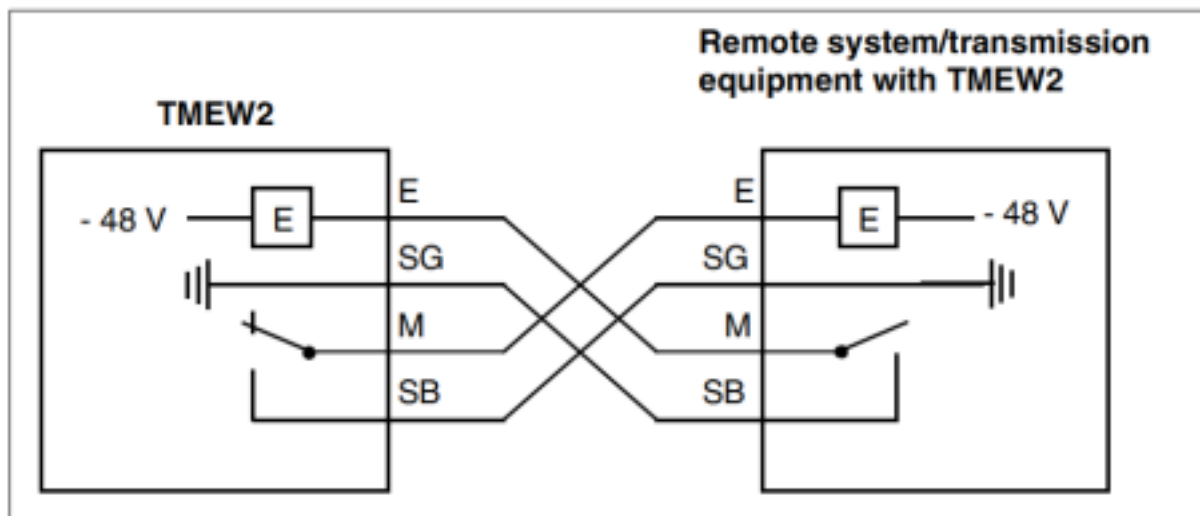 Remote system/transmission
equipment with TMEW2
TMEW2
- 48 V
E
E
E
E
- 48 V
SG
SG
M
M
SB
SB